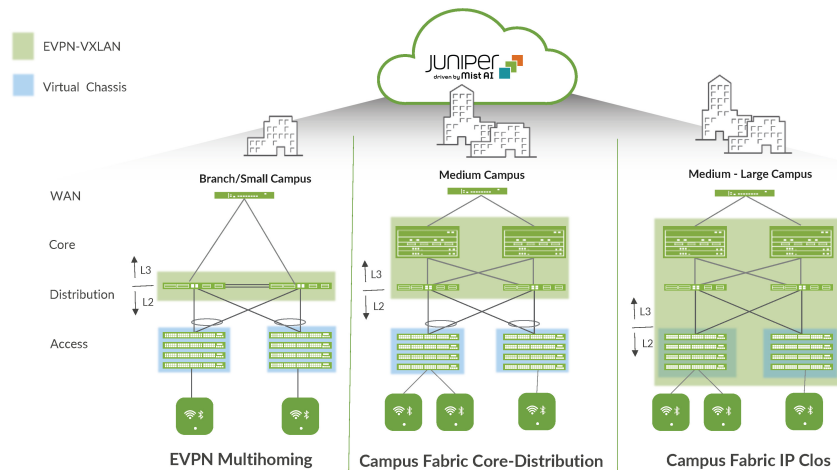 EVPN-VXLAN
Virtual Chassis
JUNIPER
driven by Mist AI
Branch/Small Campus
Medium Campus
Medium - Large Campus
WAN
Core
Distribution
Access
L3
L2
L3
L2
L3
L2
EVPN Multihoming
Campus Fabric Core-Distribution
Campus Fabric IP Clos